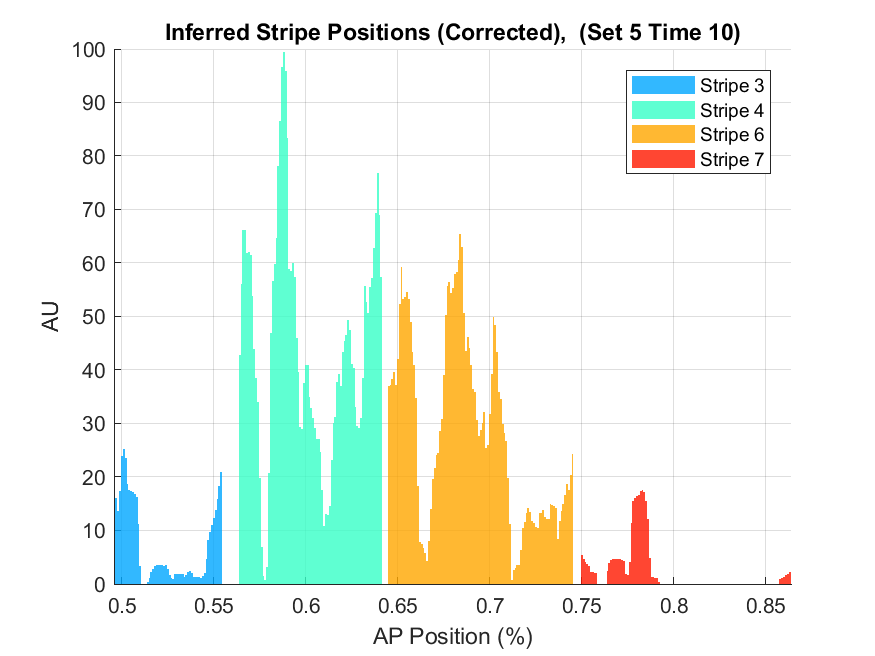 Inferred Stripe Positions (Corrected),  (Set 5 Time 10)
100
90
80
70
60
50
40
30
20
10
0
AU
Stripe 3
Stripe 4
Stripe 6
Stripe 7
0.5 0.55 0.6 0.65 0.7 0.75 0.8 0.85
AP Position (%)